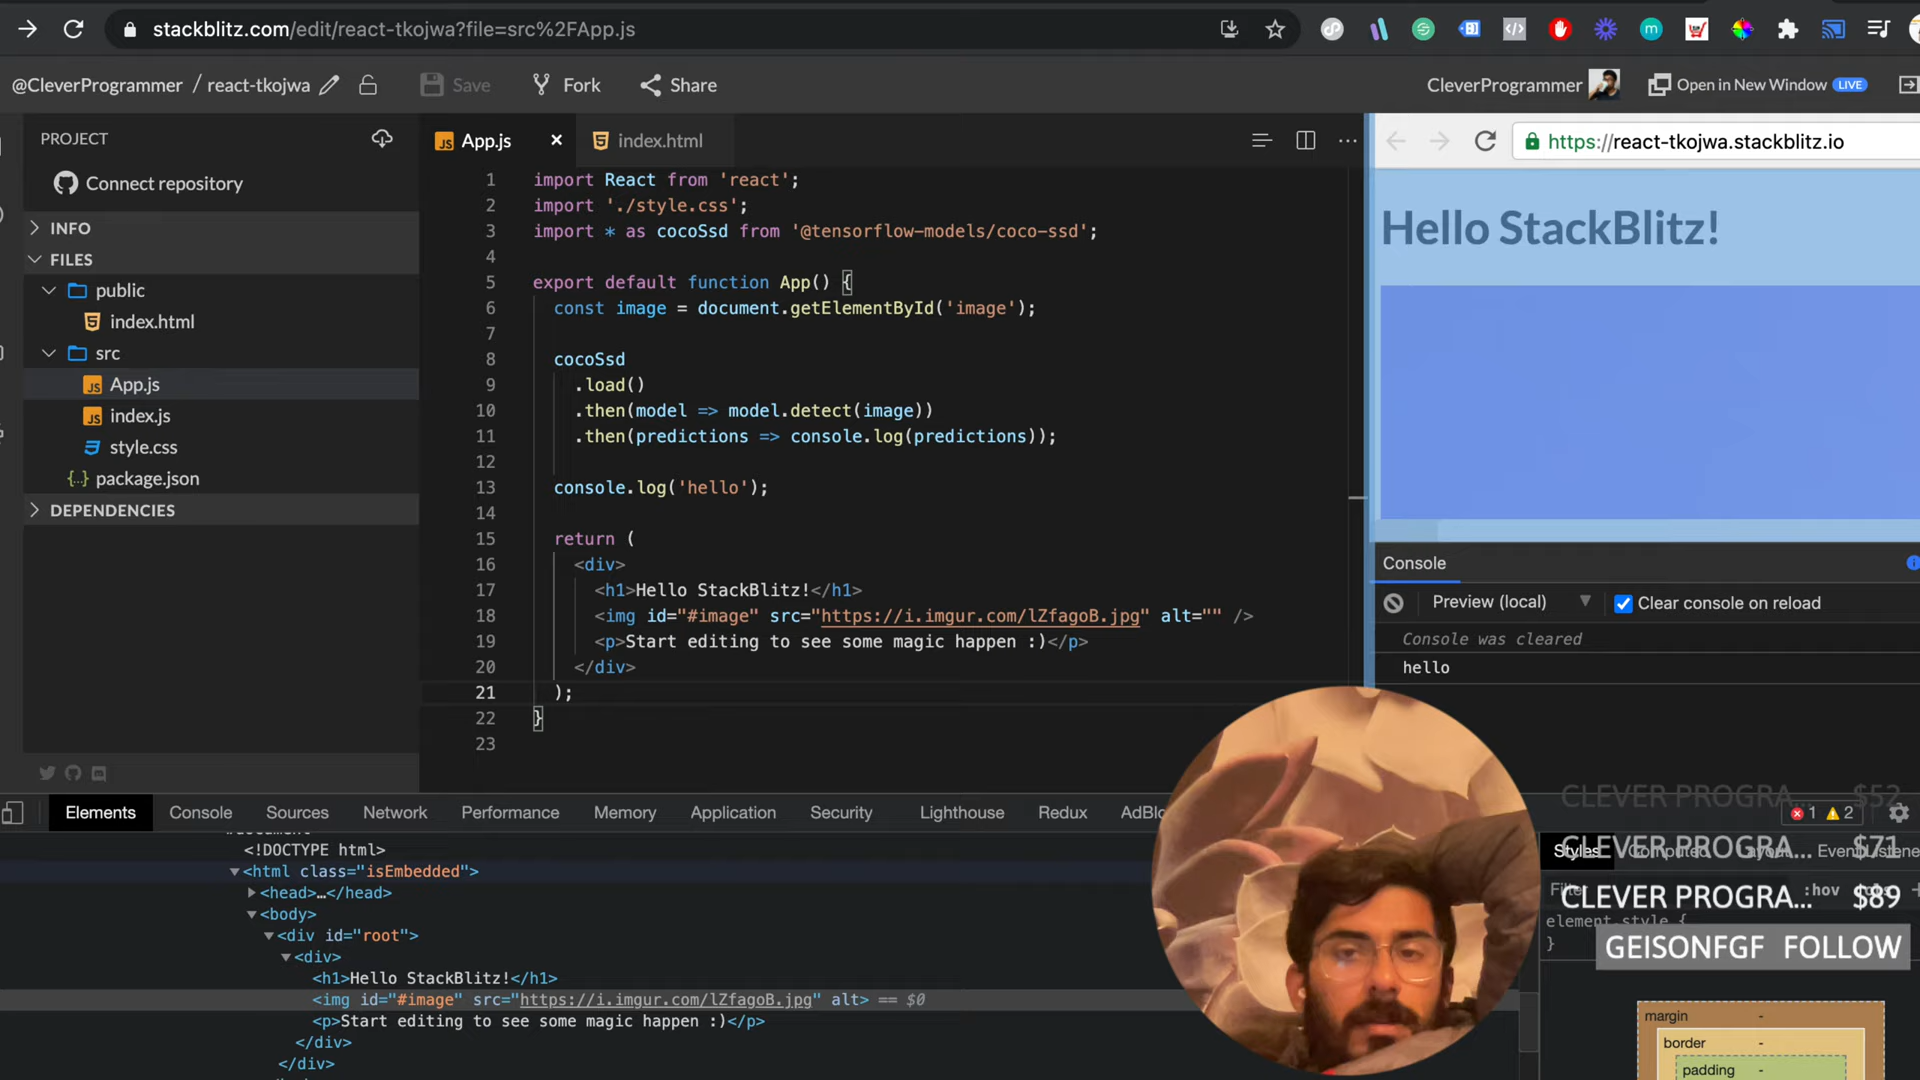 stackblitz.com/edit/react-tkojwa?file=src%2FApp.js
@CleverProgrammer / react-tkojwa
Save
Fork
Share
CleverProgrammer
Open in New Window LIVE
PROJECT
Connect repository
INFO
FILES
public
index.html
src
App.js
index.js
style.css
package.json
DEPENDENCIES
App.js
index.html
1 import React from 'react';
2 import './style.css';
3 import * as cocoSsd from '@tensorflow-models/coco-ssd';
4
5 export default function App() {
6 const image = document.getElementById('image');
7
8 cocoSsd
9 .load()
10 .then(model => model.detect(image))
11 .then(predictions => console.log(predictions));
12
13 console.log('hello');
14
15 return (
16 <div>
17 <h1>Hello StackBlitz!</h1>
18 <img id="#image" src="https://i.imgur.com/lZfagoB.jpg" alt="" />
19 <p>Start editing to see some magic happen :)</p>
20 </div>
21 );
22 }
23
https://react-tkojwa.stackblitz.io
Hello StackBlitz!
Console
Preview (local)
Clear console on reload
Console was cleared
hello
Elements Console Sources Network Performance Memory Application Security Lighthouse Redux
1 2
<!DOCTYPE html>
<html class="isEmbedded">
<head>…</head>
<body>
<div id="root">
<div>
<h1>Hello StackBlitz!</h1>
<img id="#image" src="https://i.imgur.com/lZfagoB.jpg" alt> == $0
<p>Start editing to see some magic happen :)</p>
</div>
</div>
CLEVER PROGRA... $52
CLEVER PROGRA... $71
CLEVER PROGRA... $89
GEISONFGF FOLLOW
Styles
:hov
element.style {
}
margin -
border -
padding -